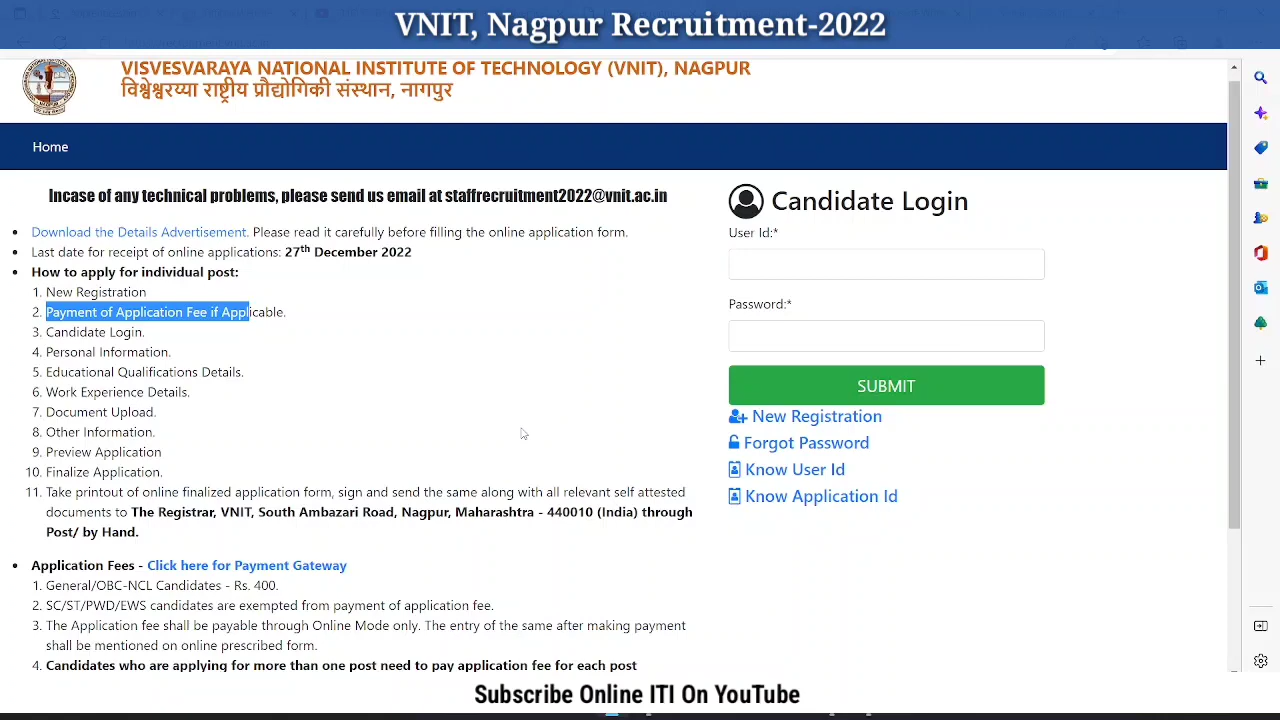 VNIT, Nagpur Recruitment-2022
VISVESVARAYA NATIONAL INSTITUTE OF TECHNOLOGY (VNIT), NAGPUR
विश्वेश्वरय्या राष्ट्रीय प्रौद्योगिकी संस्थान, नागपुर
Home
Incase of any technical problems, please send us email at staffrecruitment2022@vnit.ac.in
• Download the Details Advertisement. Please read it carefully before filling the online application form.
• Last date for receipt of online applications: 27th December 2022
• How to apply for individual post:
1. New Registration
2. Payment of Application Fee if Applicable.
3. Candidate Login.
4. Personal Information.
5. Educational Qualifications Details.
6. Work Experience Details.
7. Document Upload.
8. Other Information.
9. Preview Application
10. Finalize Application.
11. Take printout of online finalized application form, sign and send the same along with all relevant self attested
documents to The Registrar, VNIT, South Ambazari Road, Nagpur, Maharashtra - 440010 (India) through
Post/ by Hand.
• Application Fees - Click here for Payment Gateway
1. General/OBC-NCL Candidates - Rs. 400.
2. SC/ST/PWD/EWS candidates are exempted from payment of application fee.
3. The Application fee shall be payable through Online Mode only. The entry of the same after making payment
shall be mentioned on online prescribed form.
4. Candidates who are applying for more than one post need to pay application fee for each post
Candidate Login
User Id:*
Password:*
SUBMIT
New Registration
Forgot Password
Know User Id
Know Application Id
Subscribe Online ITI On YouTube